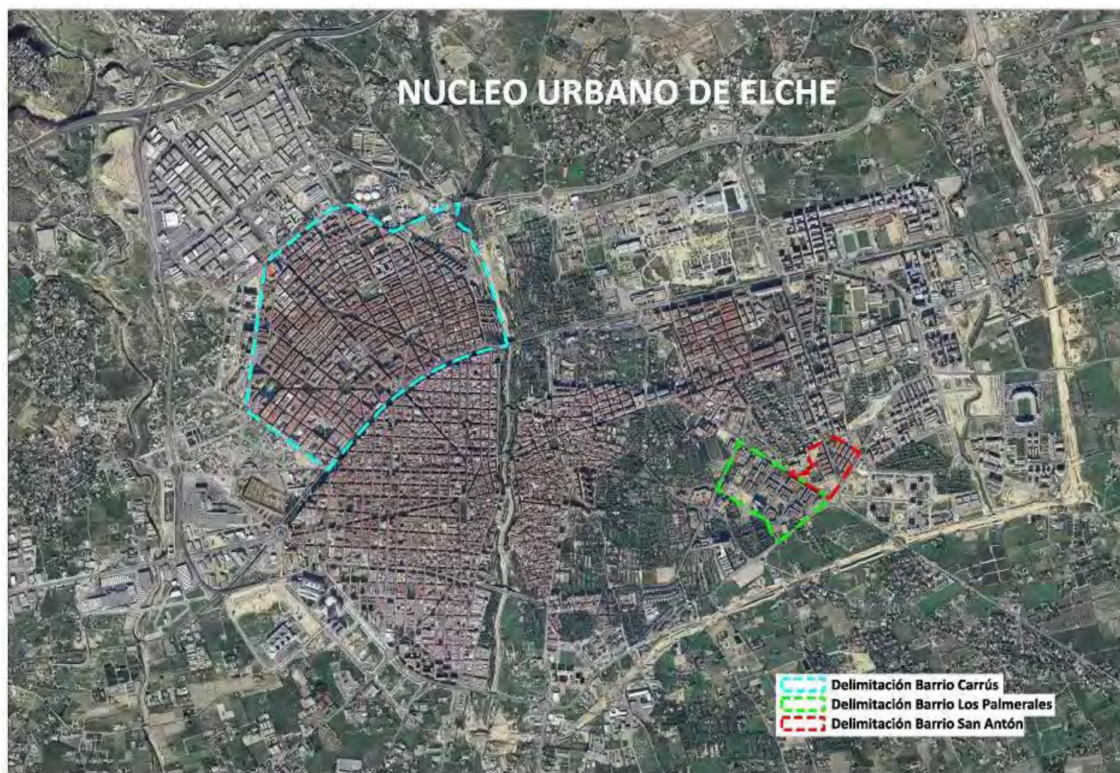 NUCLEO URBANO DE ELCHE
Delimitación Barrio Carrús
Delimitación Barrio Los Palmerales
Delimitación Barrio San Antón